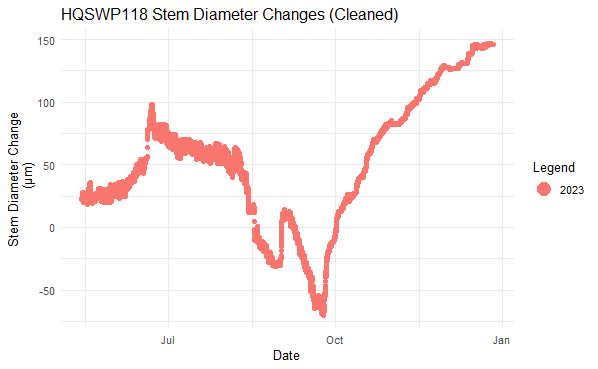 HQSWP118 Stem Diameter Changes (Cleaned)
150
100
50
0
-50
Stem Diameter Change
(μm)
Jul
Oct
Jan
Date
Legend
2023